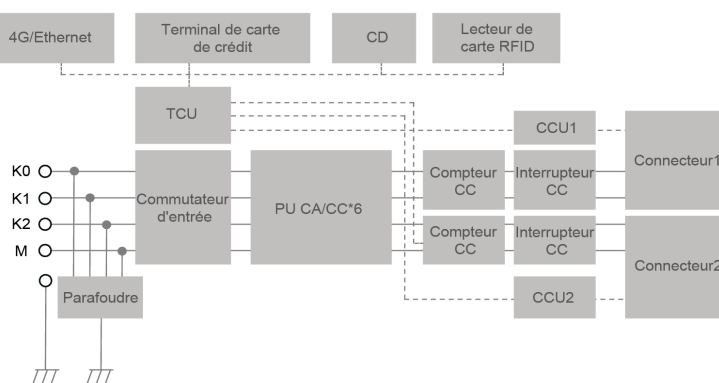 4G/Ethernet
Terminal de carte
de crédit
CD
Lecteur de
carte RFID
TCU
CCU1
K0
K1
K2
M
Commutateur
d'entrée
PU CA/CC*6
Compteur
CC
Interrupteur
CC
Connecteur1
Compteur
CC
Interrupteur
CC
Connecteur2
Parafoudre
CCU2